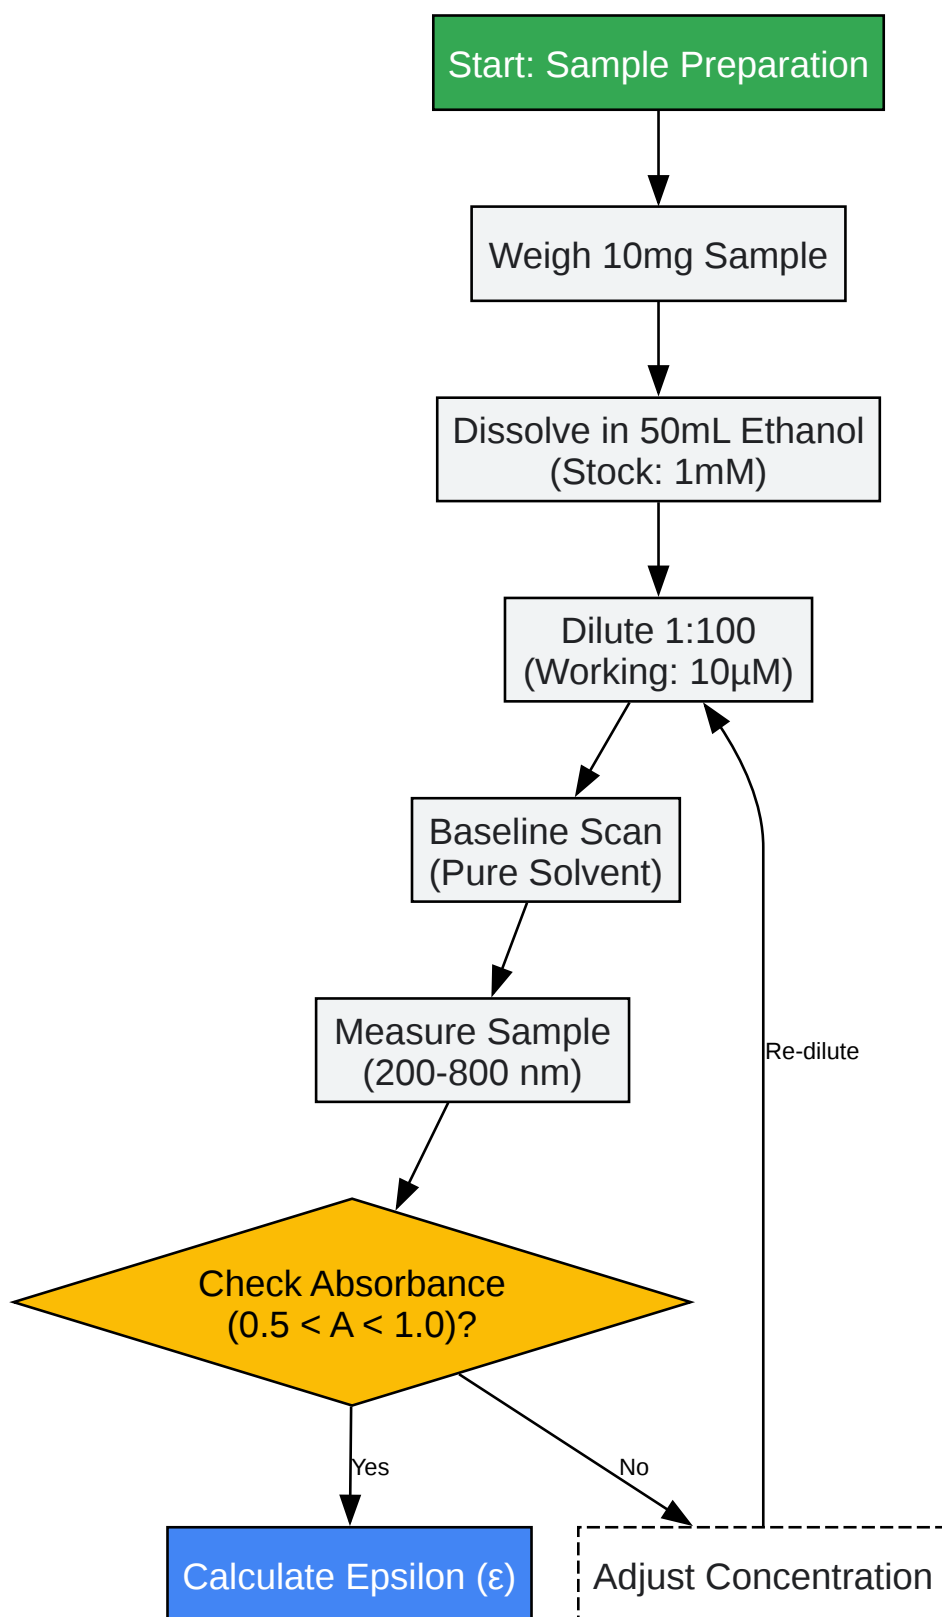 Start: Sample Preparation
Weigh 10mg Sample
Dissolve in 50mL Ethanol
(Stock: 1mM)
Dilute 1:100
(Working: 10µM)
Baseline Scan
(Pure Solvent)
Measure Sample
(200-800 nm)
Re-dilute
Check Absorbance
(0.5 < A < 1.0)?
Yes
No
Calculate Epsilon (ε)
Adjust Concentration